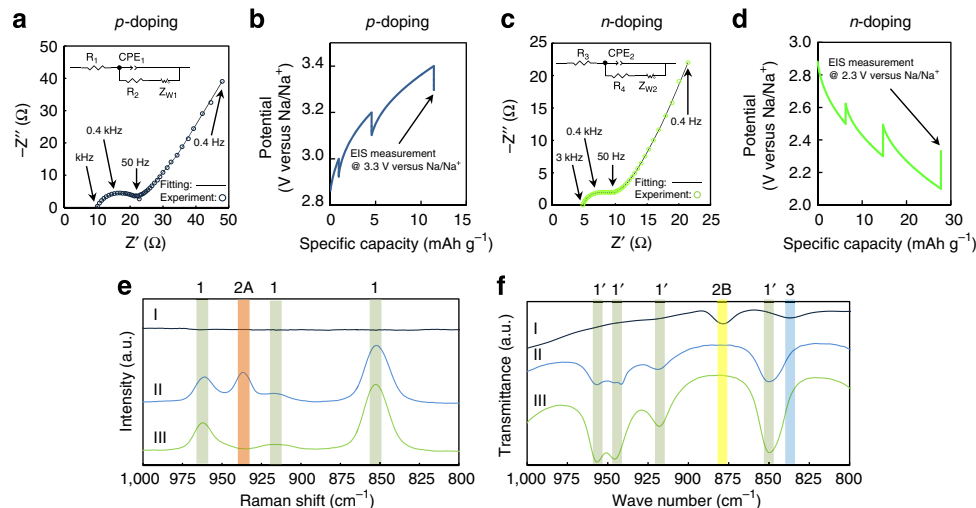 a
p-doping
50
40
30
20
10
0
–Z″ (Ω)
R1
CPE1
R2
ZW1
0.4 kHz
kHz
50 Hz
0.4 Hz
Fitting:
Experiment:
0 10 20 30 40 50
Z′ (Ω)
b
p-doping
3.4
3.2
3.0
2.8
Potential
(V versus Na/Na+)
EIS measurement
@ 3.3 V versus Na/Na+
0 5 10 15
Specific capacity (mAh g−1)
c
n-doping
25
20
15
10
5
0
–Z″ (Ω)
R3
CPE2
R4
ZW2
0.4 kHz
3 kHz
50 Hz
0.4 Hz
Fitting:
Experiment:
0 5 10 15 20 25
Z′ (Ω)
d
n-doping
3.0
2.8
2.6
2.4
2.2
2.0
Potential
(V versus Na/Na+)
EIS measurement
@ 2.3 V versus Na/Na+
0 10 20 30
Specific capacity (mAh g−1)
e
1 2A 1 1
I
II
III
Intensity (a.u.)
1,000 975 950 925 900 875 850 825 800
Raman shift (cm−1)
f
1′ 1′ 1′ 2B 1′ 3
I
II
III
Transmittance (a.u.)
1,000 975 950 925 900 875 850 825 800
Wave number (cm−1)